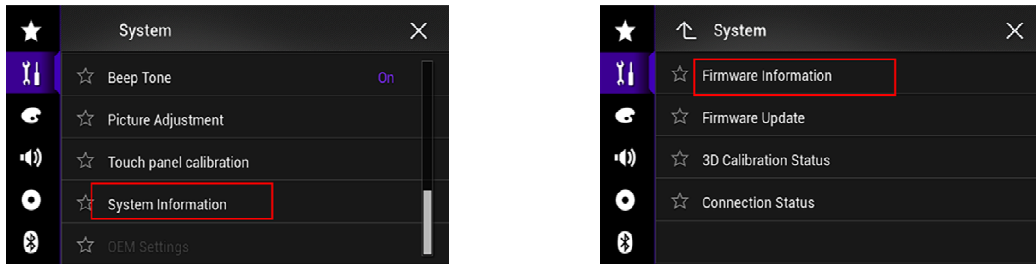 System
Beep Tone On
Picture Adjustment
Touch panel calibration
System Information
OEM Settings
System
Firmware Information
Firmware Update
3D Calibration Status
Connection Status